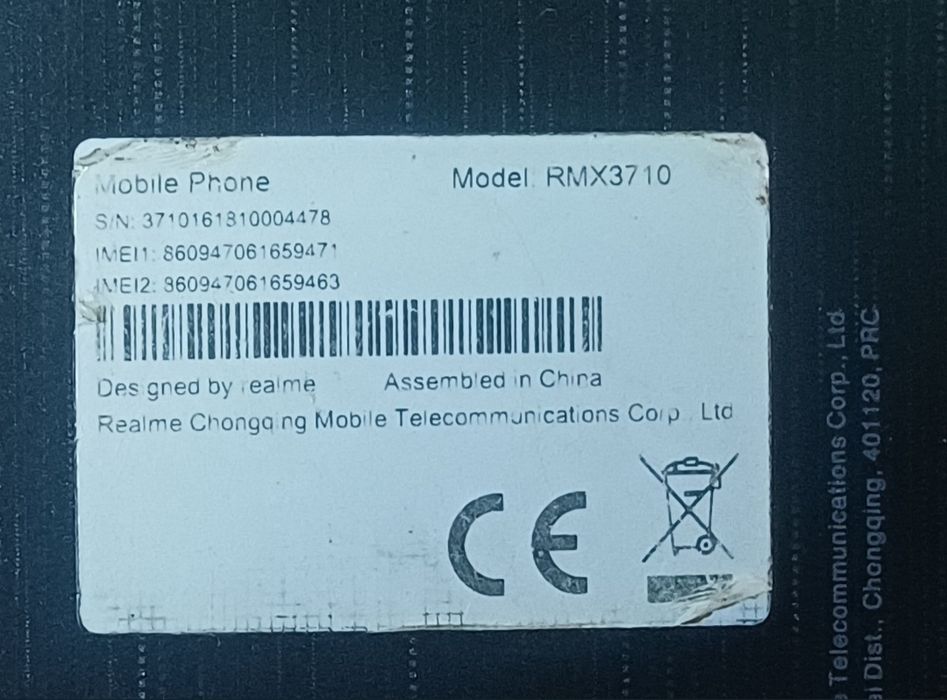 Mobile Phone Model: RMX3710
S/N: 3710161810004478
IMEI1: 860947061659471
IMEI2: 860947061659463
Designed by realme Assembled in China
Realme Chongqing Mobile Telecommunications Corp., Ltd
CE
Telecommunications Corp., Ltd.
Dist., Chongqing, 401120, PRC.